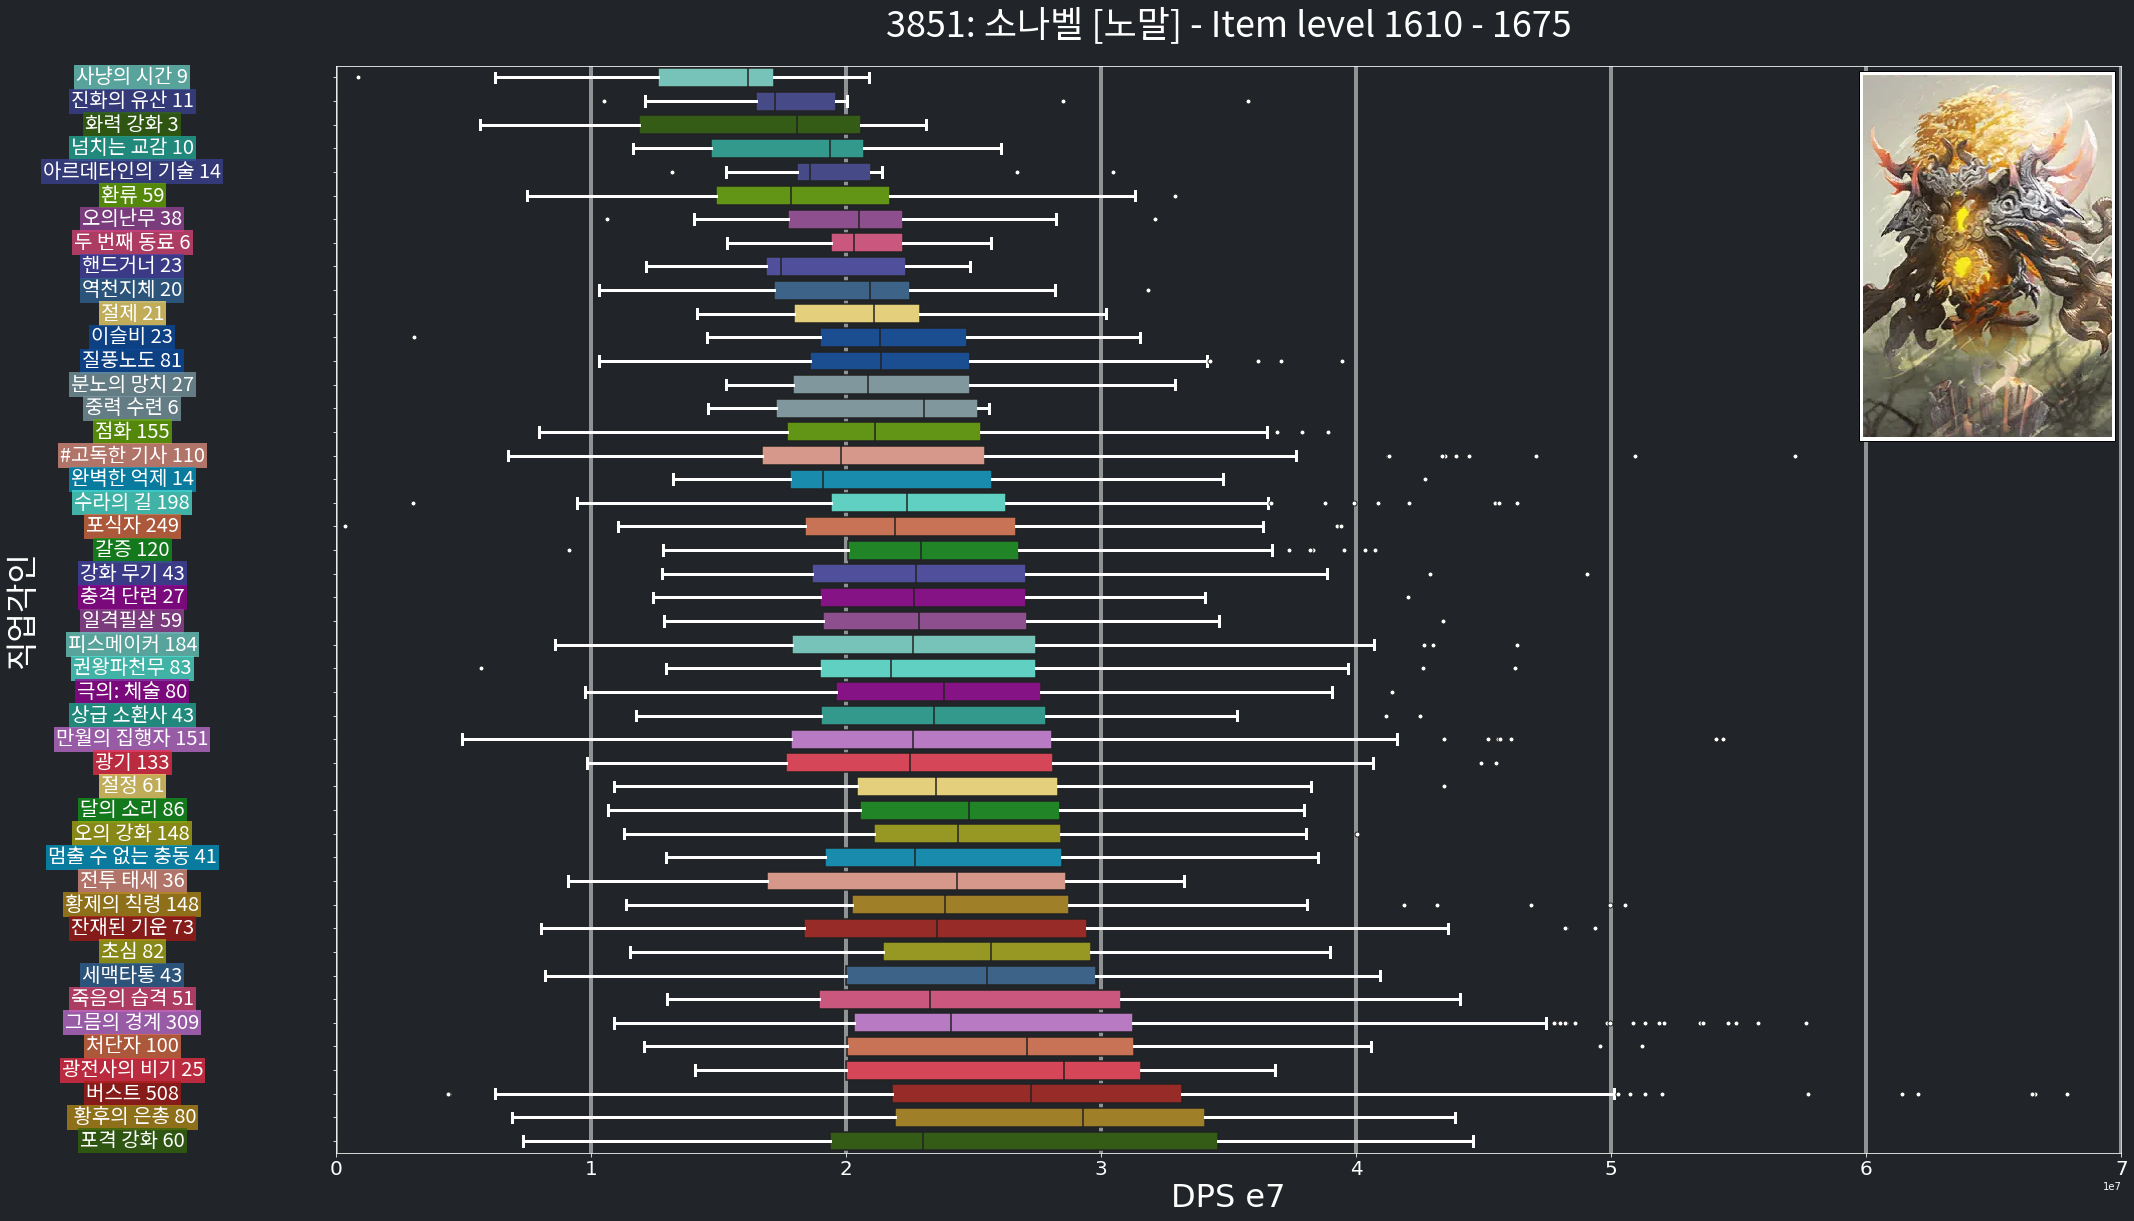 3851: 소나벨 [노말] - Item level 1610 - 1675
직업각인
사냥의 시간 9
진화의 유산 11
화력 강화 3
넘치는 교감 10
아르데타인의 기술 14
환류 59
오의난무 38
두 번째 동료 6
핸드거너 23
역천지체 20
절제 21
이슬비 23
질풍노도 81
분노의 망치 27
중력 수련 6
점화 155
#고독한 기사 110
완벽한 억제 14
수라의 길 198
포식자 249
갈증 120
강화 무기 43
충격 단련 27
일격필살 59
피스메이커 184
권왕파천무 83
극의: 체술 80
상급 소환사 43
만월의 집행자 151
광기 133
절정 61
달의 소리 86
오의 강화 148
멈출 수 없는 충동 41
전투 태세 36
황제의 칙령 148
잔재된 기운 73
초심 82
세맥타통 43
죽음의 습격 51
그믐의 경계 309
처단자 100
광전사의 비기 25
버스트 508
황후의 은총 80
포격 강화 60
0 1 2 3 4 5 6 7
1e7
DPS e7